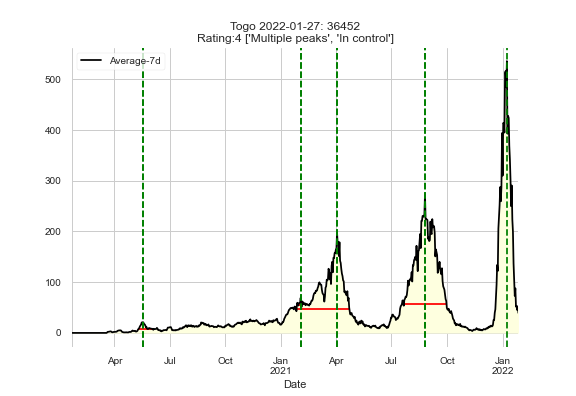 Togo 2022-01-27: 36452
Rating:4 ['Multiple peaks', 'In control']
Average-7d
500
400
300
200
100
0
Apr Jul Oct Jan Apr Jul Oct Jan
2021 2022
Date